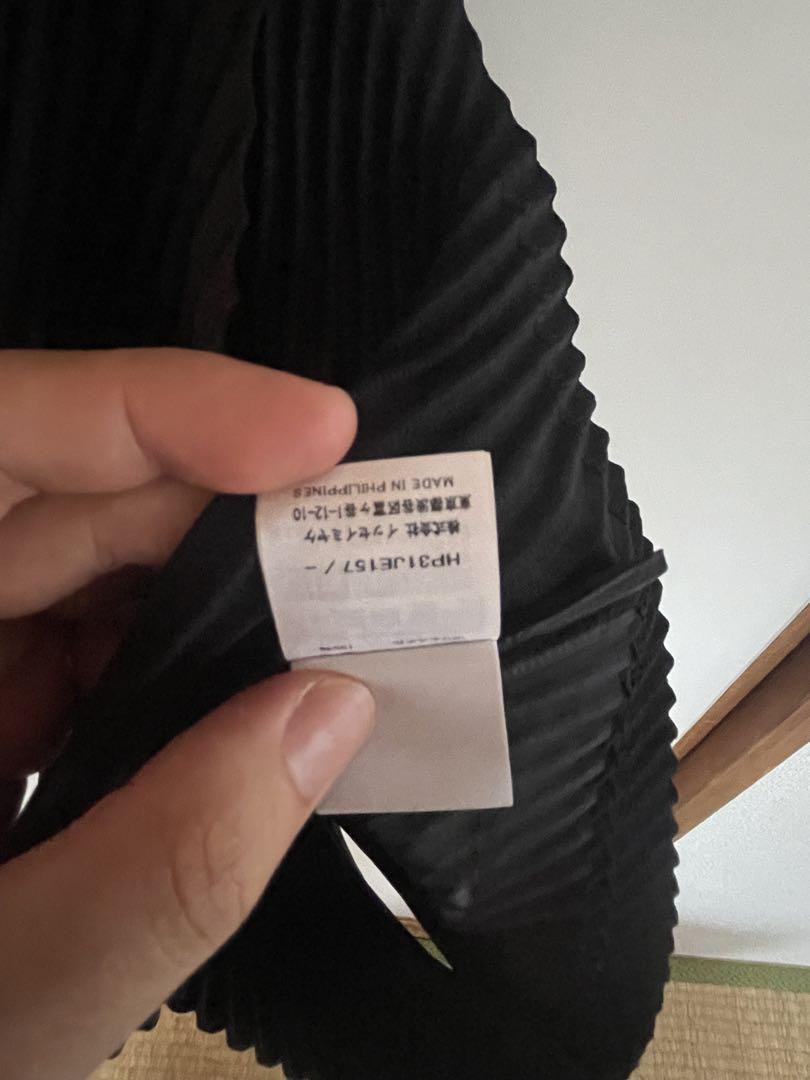 HP31JE157 / -
株式会社 イッセイミヤケ
東京都渋谷区富ヶ谷1-12-10
MADE IN PHILIPPINES